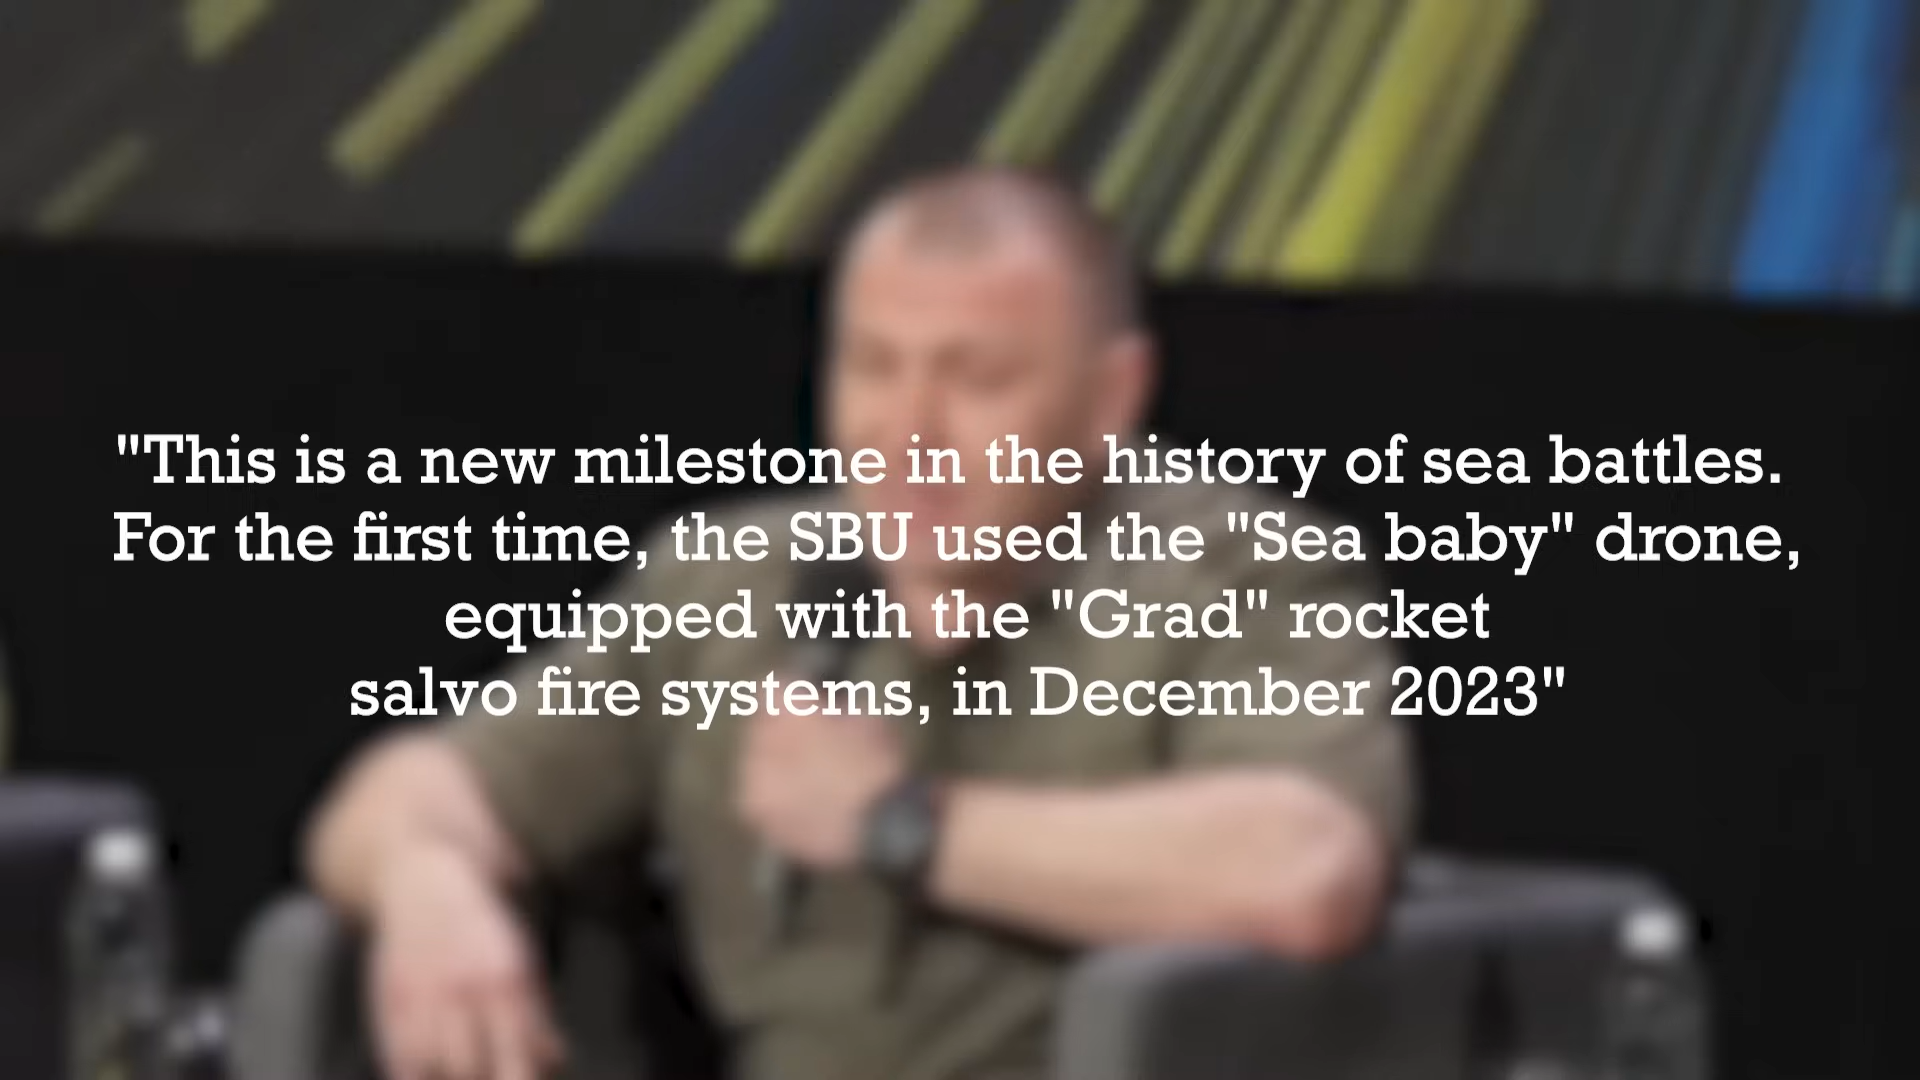 "This is a new milestone in the history of sea battles.
For the first time, the SBU used the "Sea baby" drone,
equipped with the "Grad" rocket
salvo fire systems, in December 2023"